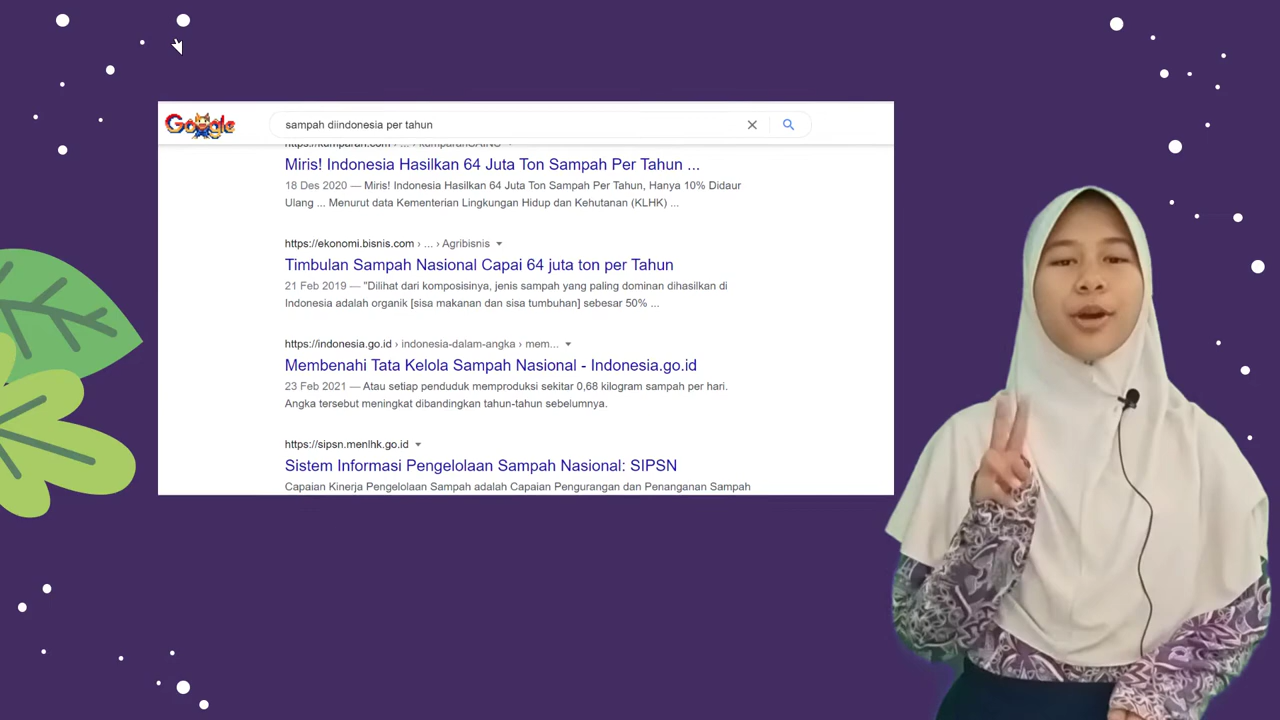 Google
sampah diindonesia per tahun
https://kumparan.com › ... › kumparanSAINS
Miris! Indonesia Hasilkan 64 Juta Ton Sampah Per Tahun ...
18 Des 2020 — Miris! Indonesia Hasilkan 64 Juta Ton Sampah Per Tahun, Hanya 10% Didaur
Ulang ... Menurut data Kementerian Lingkungan Hidup dan Kehutanan (KLHK) ...
https://ekonomi.bisnis.com › ... › Agribisnis
Timbulan Sampah Nasional Capai 64 juta ton per Tahun
21 Feb 2019 — "Dilihat dari komposisinya, jenis sampah yang paling dominan dihasilkan di
Indonesia adalah organik [sisa makanan dan sisa tumbuhan] sebesar 50% ...
https://indonesia.go.id › indonesia-dalam-angka › mem...
Membenahi Tata Kelola Sampah Nasional - Indonesia.go.id
23 Feb 2021 — Atau setiap penduduk memproduksi sekitar 0,68 kilogram sampah per hari.
Angka tersebut meningkat dibandingkan tahun-tahun sebelumnya.
https://sipsn.menlhk.go.id
Sistem Informasi Pengelolaan Sampah Nasional: SIPSN
Capaian Kinerja Pengelolaan Sampah adalah Capaian Pengurangan dan Penanganan Sampah